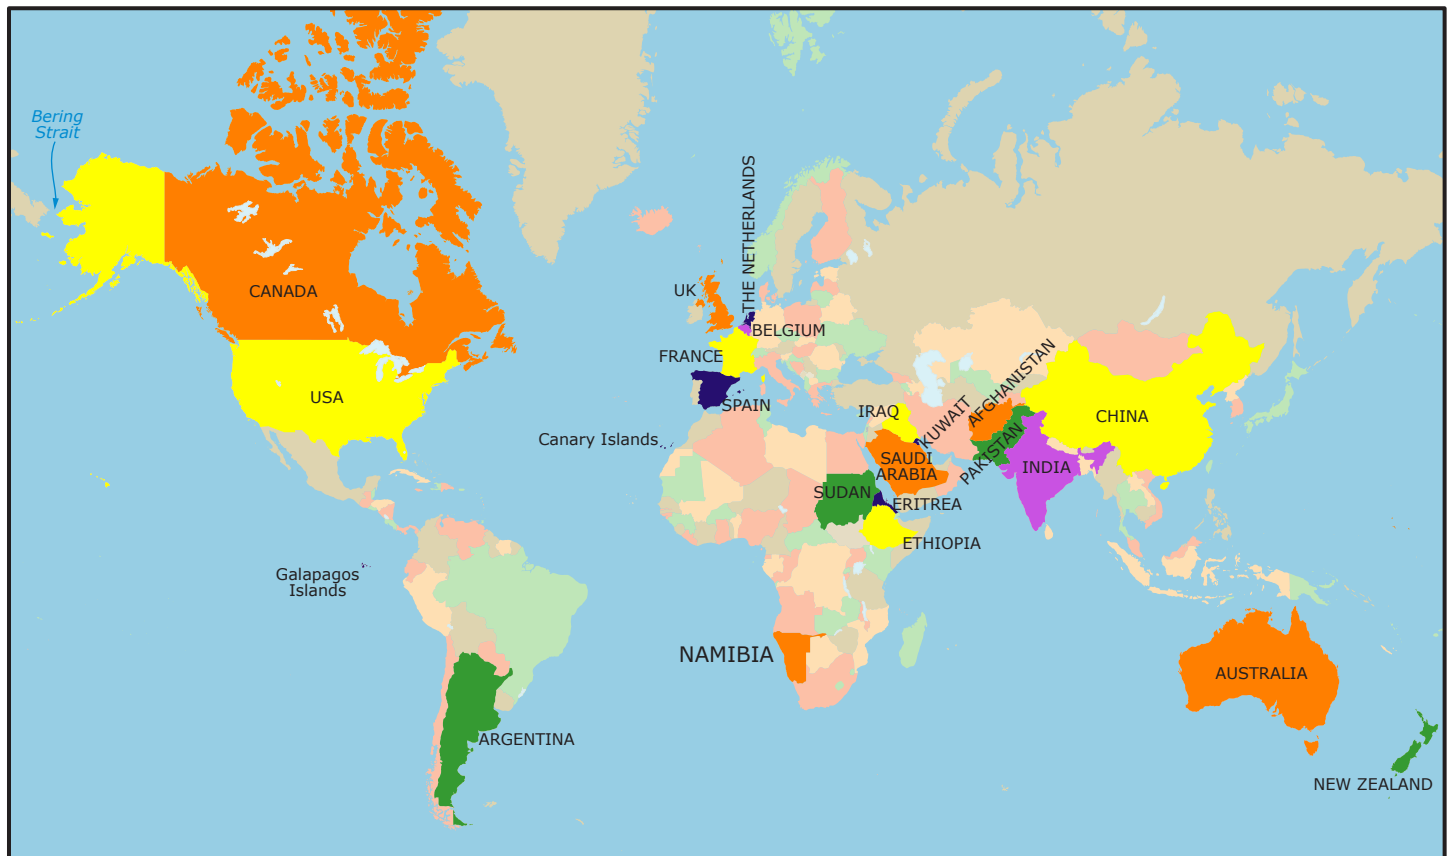 Bering
Strait
THE NETHERLANDS
CANADA
UK
BELGIUM
FRANCE
AFGHANISTAN
USA
SPAIN
IRAQ
KUWAIT
CHINA
Canary Islands
SAUDI
ARABIA
PAKISTAN
INDIA
SUDAN
ERITREA
ETHIOPIA
Galapagos
Islands
NAMIBIA
AUSTRALIA
ARGENTINA
NEW ZEALAND